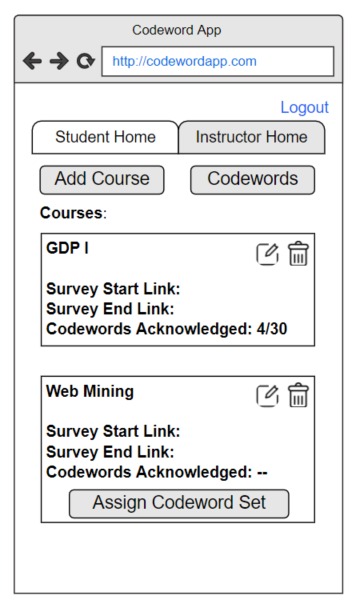 Codeword App
http://codewordapp.com
Logout
Student Home Instructor Home
Add Course Codewords
Courses:
GDP I
Survey Start Link:
Survey End Link:
Codewords Acknowledged: 4/30
Web Mining
Survey Start Link:
Survey End Link:
Codewords Acknowledged: --
Assign Codeword Set